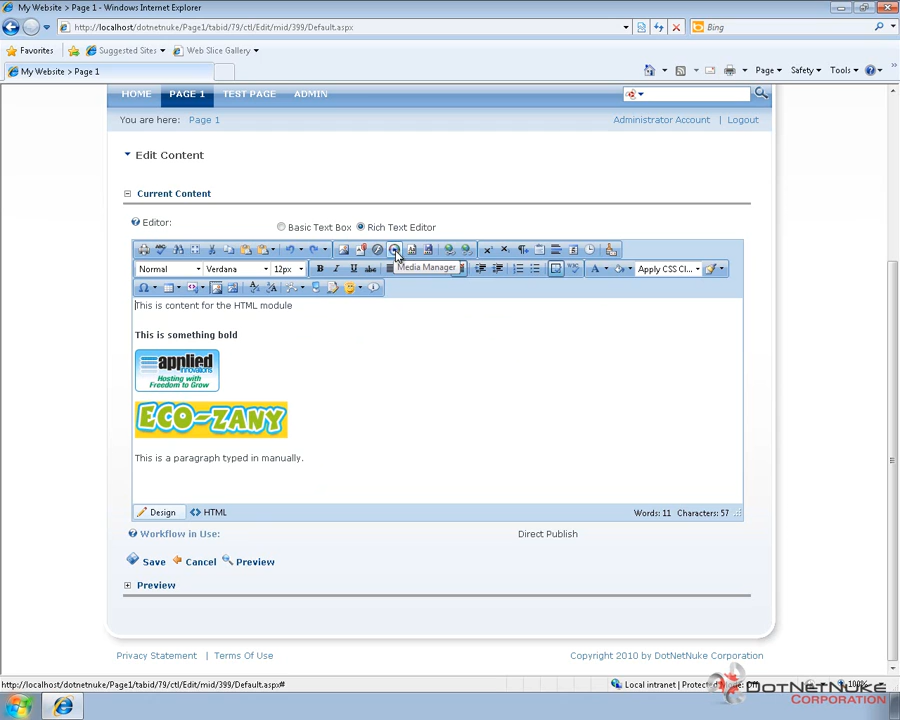 My Website > Page 1 - Windows Internet Explorer
http://localhost/dotnetnuke/Page1/tabid/79/ctl/Edit/mid/399/Default.aspx
Bing
Favorites
Suggested Sites
Web Slice Gallery
My Website > Page 1
Page
Safety
Tools
HOME
PAGE 1
TEST PAGE
ADMIN
You are here: Page 1
Administrator Account | Logout
Edit Content
Current Content
Editor:
Basic Text Box
Rich Text Editor
Normal
Verdana
12px
B I U abc
Media Manager
Apply CSS Cl...
This is content for the HTML module
This is something bold
applied
innovations
Hosting with
Freedom to Grow
ECO-ZANY
This is a paragraph typed in manually.
Design
HTML
Words: 11 Characters: 57
Workflow in Use:
Direct Publish
Save
Cancel
Preview
Preview
Privacy Statement | Terms Of Use
Copyright 2010 by DotNetNuke Corporation
http://localhost/dotnetnuke/Page1/tabid/79/ctl/Edit/mid/399/Default.aspx#
Local intranet | Protected Mode: Off
100%
DOTNETNUKE
CORPORATION